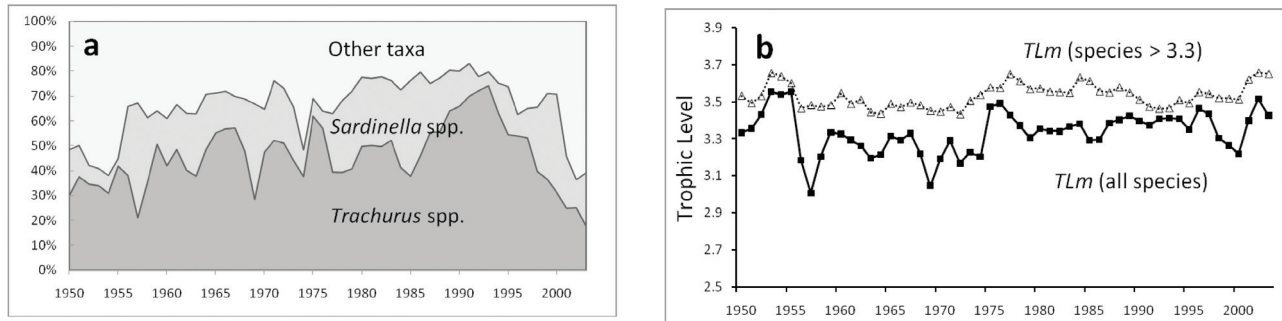 a
100%
90%
80%
70%
60%
50%
40%
30%
20%
10%
0%
Other taxa
Sardinella spp.
Trachurus spp.
1950 1955 1960 1965 1970 1975 1980 1985 1990 1995 2000
b
Trophic Level
3.9
3.7
3.5
3.3
3.1
2.9
2.7
2.5
TLm (species > 3.3)
TLm (all species)
1950 1955 1960 1965 1970 1975 1980 1985 1990 1995 2000